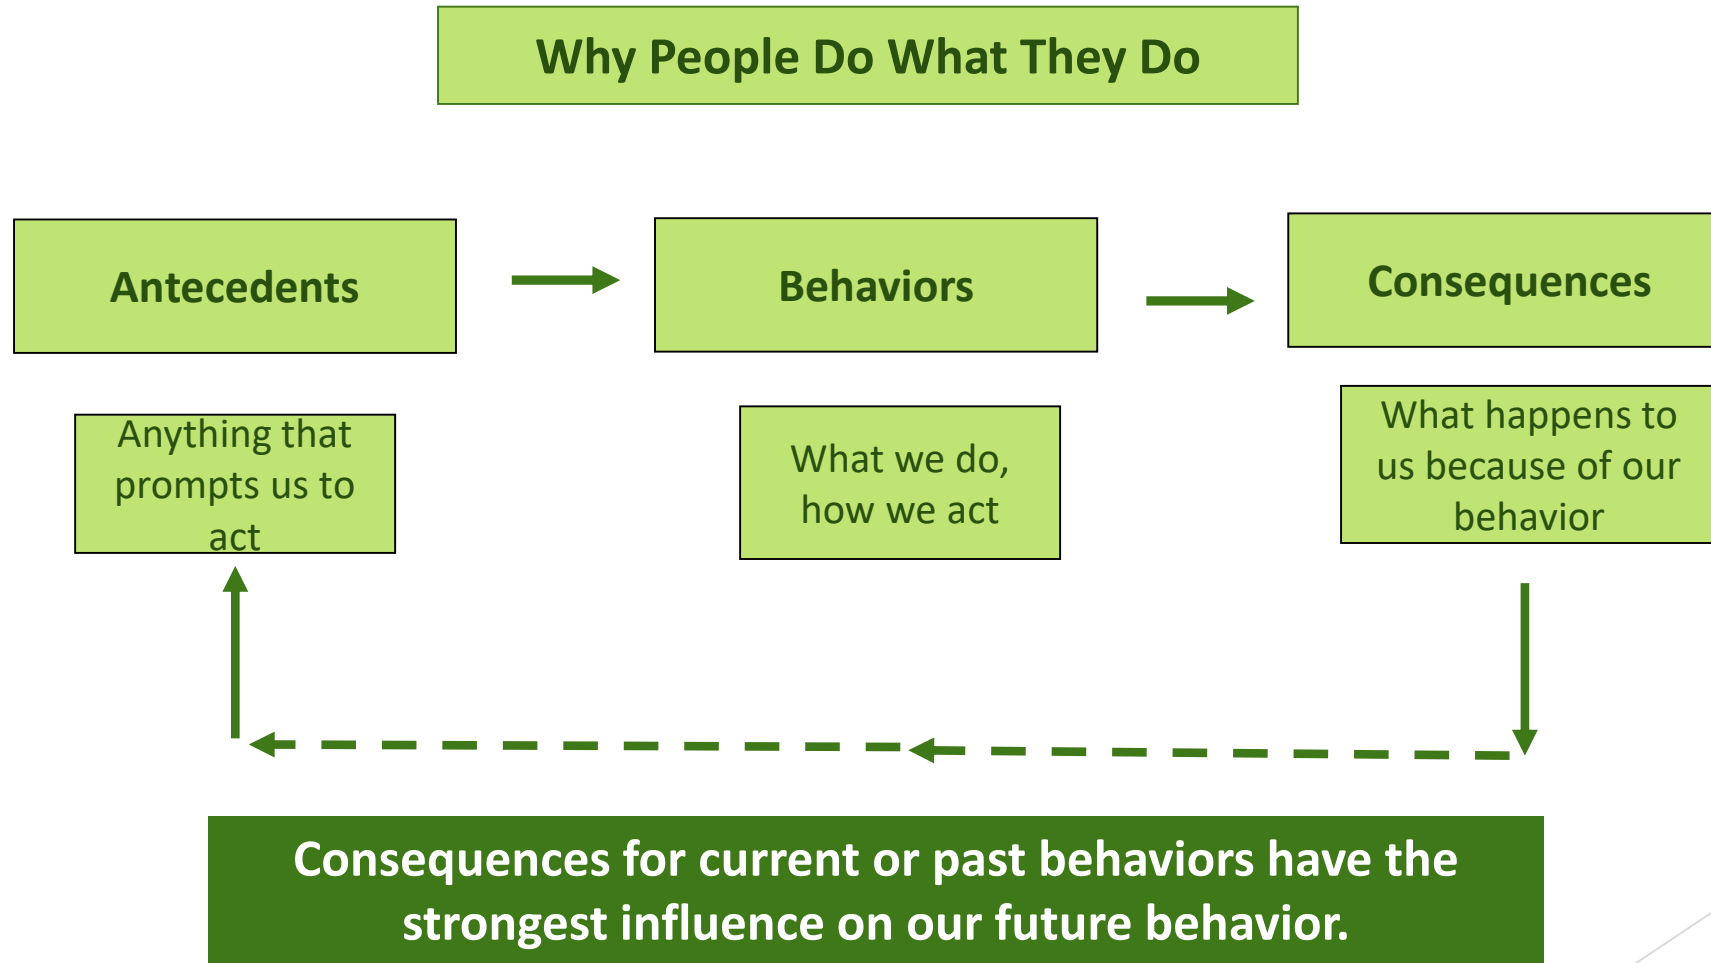 Why People Do What They Do
Antecedents
Behaviors
Consequences
Anything that
prompts us to
act
What we do,
how we act
What happens to
us because of our
behavior
Consequences for current or past behaviors have the
strongest influence on our future behavior.